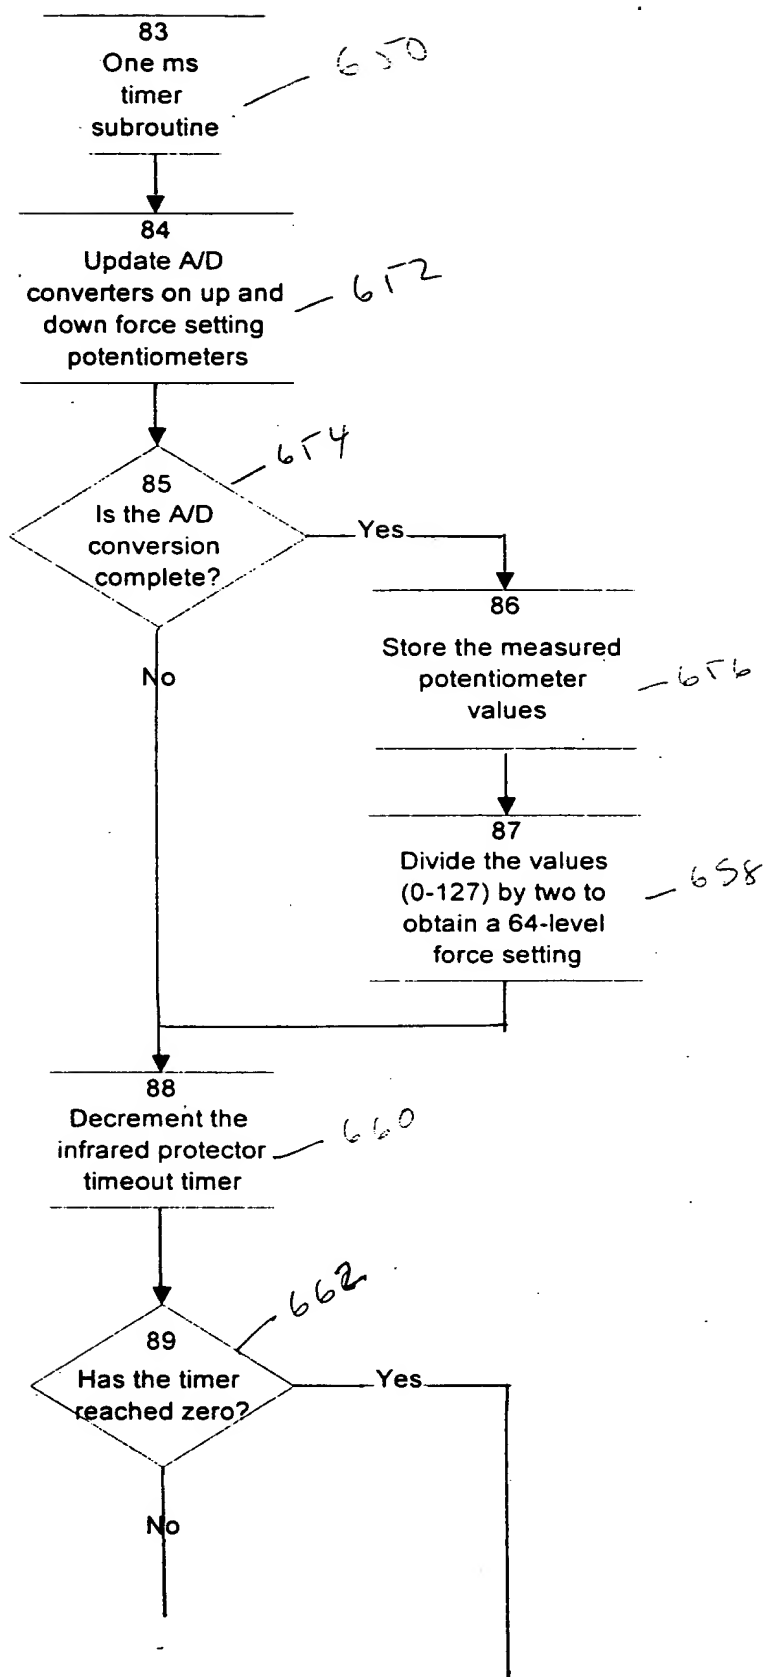 83
One ms
timer
subroutine
650
84
Update A/D
converters on up and
down force setting
potentiometers
652
85
Is the A/D
conversion
complete?
654
Yes
No
86
Store the measured
potentiometer
values
656
87
Divide the values
(0-127) by two to
obtain a 64-level
force setting
658
88
Decrement the
infrared protector
timeout timer
660
89
Has the timer
reached zero?
662
Yes
No